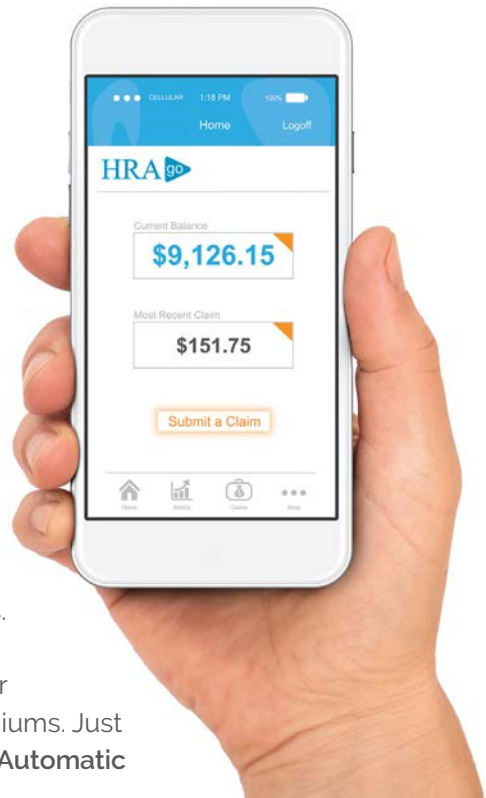 CELLULAR 1:18 PM 100%
Home Logoff
HRA go
Current Balance
$9,126.15
Most Recent Claim
$151.75
Submit a Claim
Home Activity Claims More
s.
r
iums. Just
Automatic